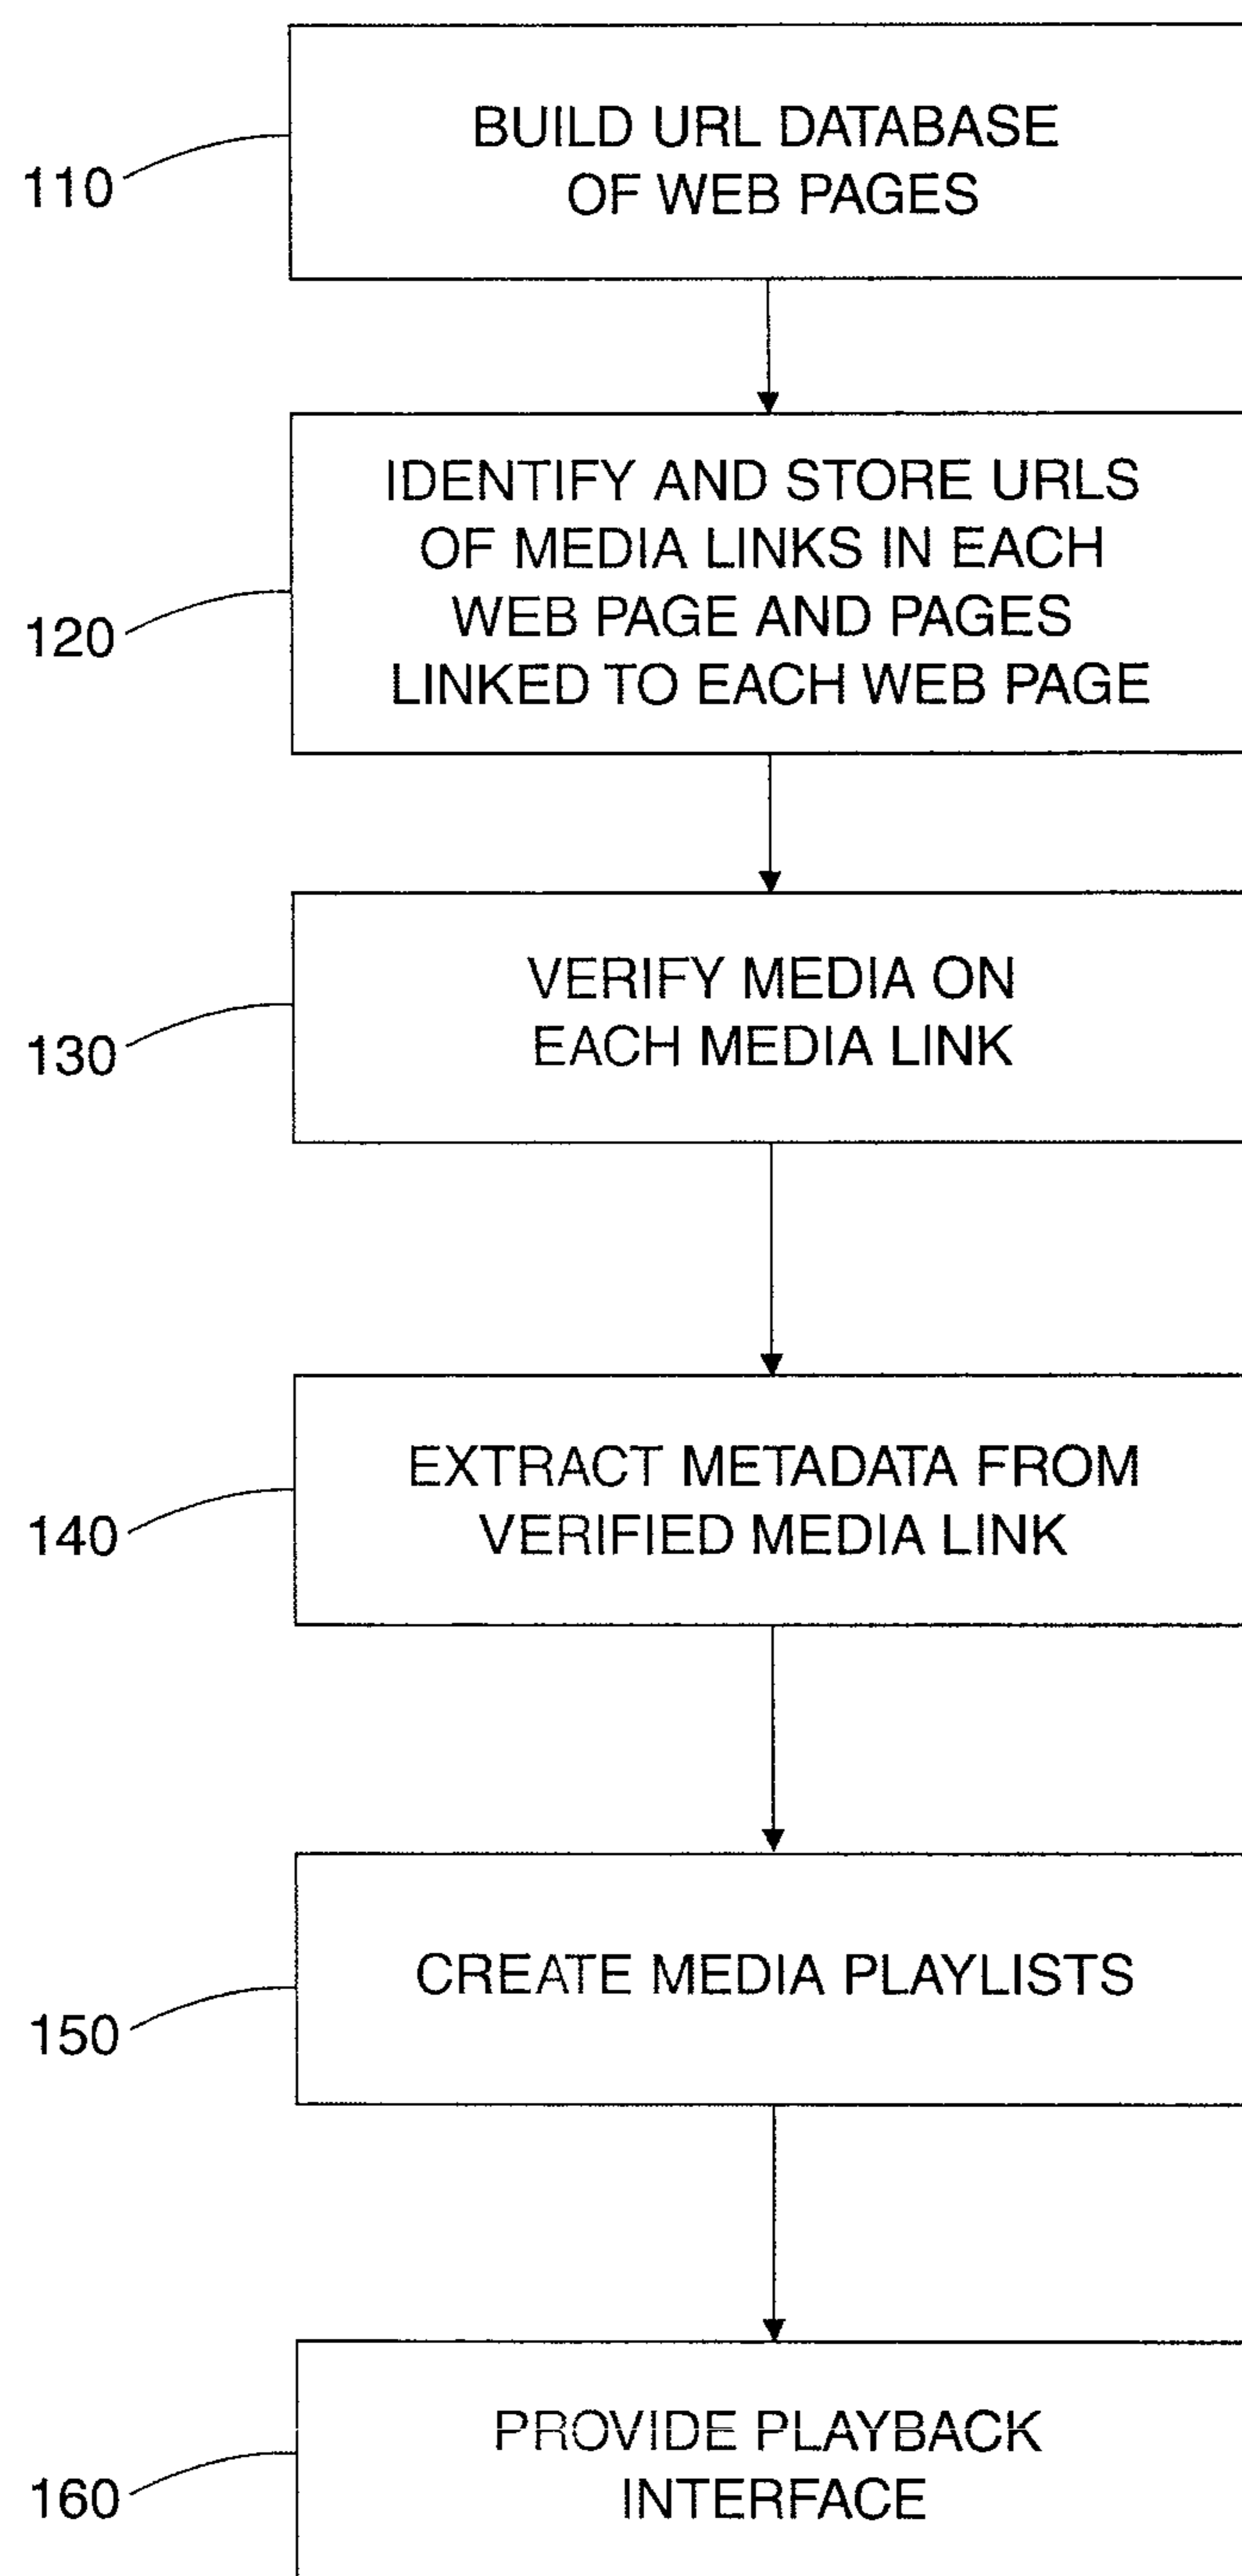 BUILD URL DATABASE
OF WEB PAGES
110
IDENTIFY AND STORE URLS
OF MEDIA LINKS IN EACH
WEB PAGE AND PAGES
LINKED TO EACH WEB PAGE
120
VERIFY MEDIA ON
EACH MEDIA LINK
130
EXTRACT METADATA FROM
VERIFIED MEDIA LINK
140
CREATE MEDIA PLAYLISTS
150
PROVIDE PLAYBACK
INTERFACE
160